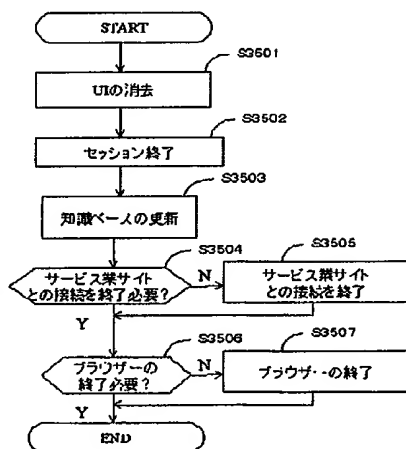 START
S3501
UIの消去
S3502
セッション終了
S3503
知識ベースの更新
S3504
サービス業サイト
との接続を終了必要?
N
S3505
サービス業サイト
との接続を終了
Y
S3506
ブラウザーの
終了必要?
N
S3507
ブラウザーの終了
Y
END